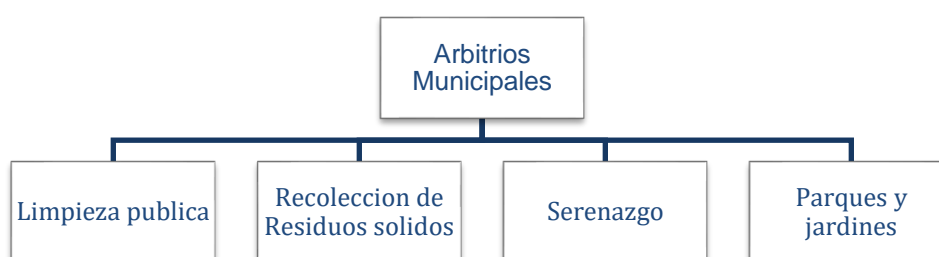 Arbitrios
Municipales
Limpieza publica
Recoleccion de
Residuos solidos
Serenazgo
Parques y
jardines